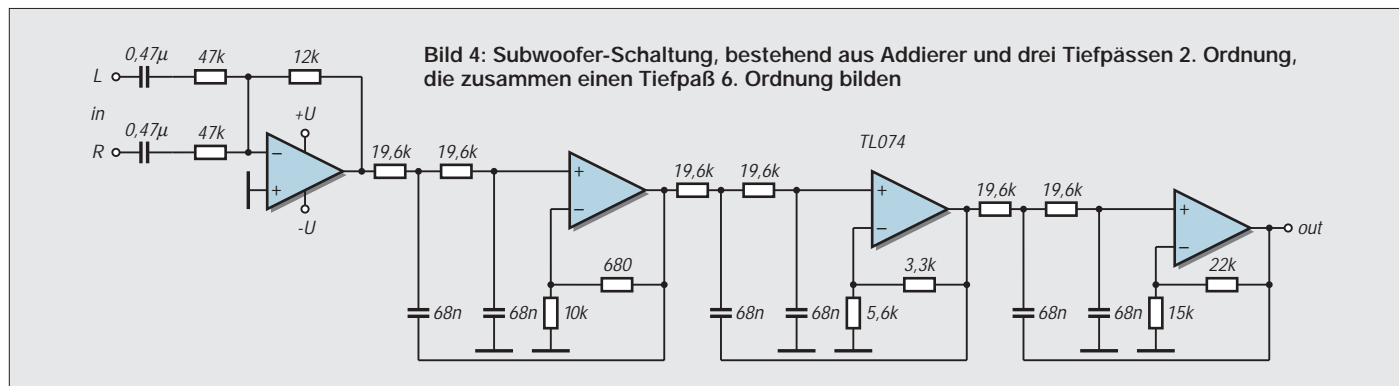 Bild 4: Subwoofer-Schaltung, bestehend aus Addierer und drei Tiefpässen 2. Ordnung,
die zusammen einen Tiefpaß 6. Ordnung bilden
0,47µ 47k 12k
L
in
+U
0,47µ 47k
R
− +
-U
19,6k 19,6k
+ −
680
68n 68n 10k
19,6k 19,6k
TL074
+ −
3,3k
68n 68n 5,6k
19,6k 19,6k
+ −
out
22k
68n 68n 15k